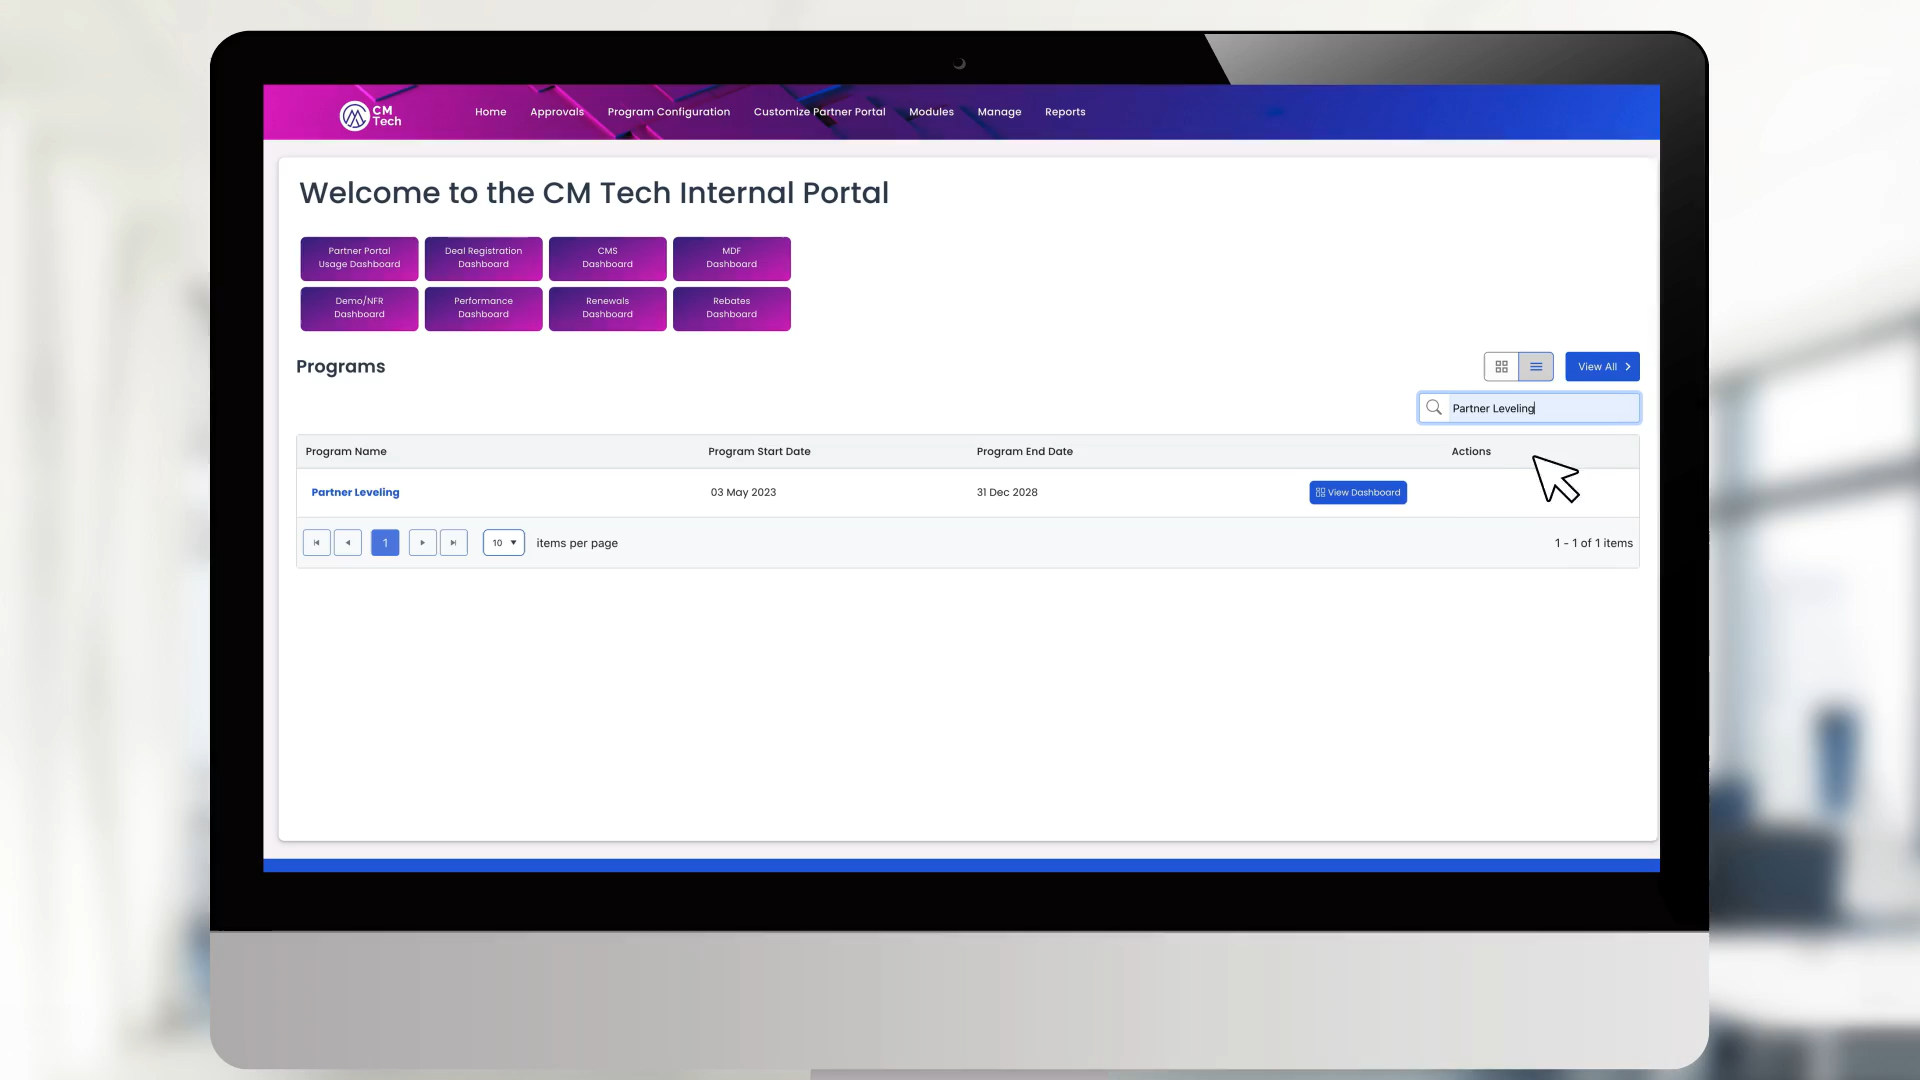 CM
Tech
Home Approvals Program Configuration Customize Partner Portal Modules Manage Reports
Welcome to the CM Tech Internal Portal
Partner Portal
Usage Dashboard
Deal Registration
Dashboard
CMS
Dashboard
MDF
Dashboard
Demo/NFR
Dashboard
Performance
Dashboard
Renewals
Dashboard
Rebates
Dashboard
Programs
View All
Partner Leveling
Program Name Program Start Date Program End Date Actions
Partner Leveling 03 May 2023 31 Dec 2028 View Dashboard
1 10 items per page 1 - 1 of 1 items